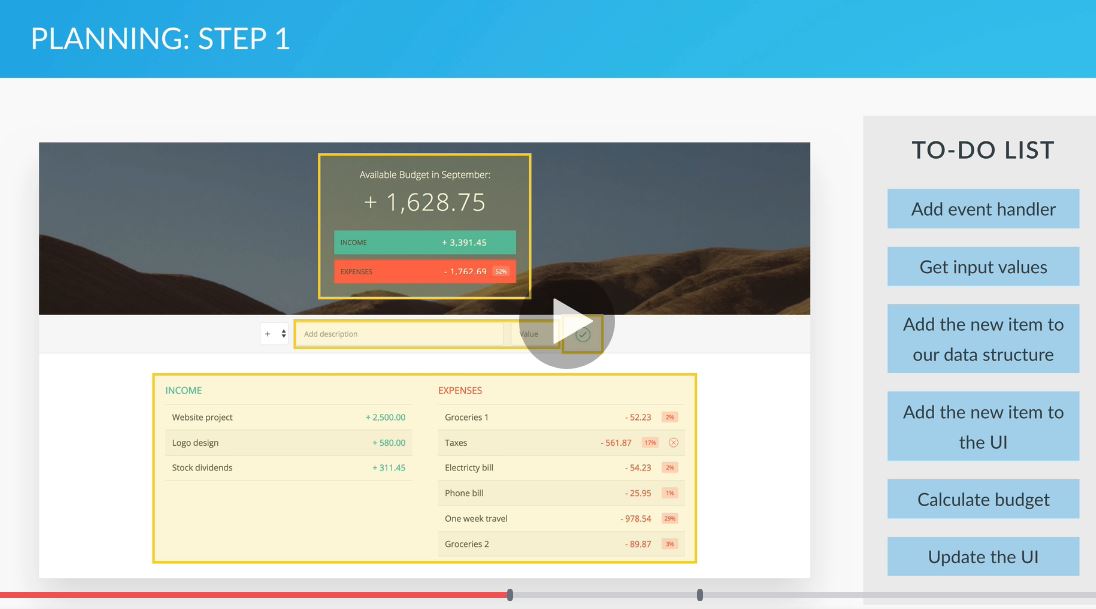 PLANNING: STEP 1
Available Budget in September:
+ 1,628.75
INCOME + 3,391.45
EXPENSES - 1,762.69 52%
+ Add description Value
INCOME
Website project + 2,500.00
Logo design + 580.00
Stock dividends + 311.45
EXPENSES
Groceries 1 - 52.23 2%
Taxes - 561.87 17%
Electricty bill - 54.23 2%
Phone bill - 25.95 1%
One week travel - 978.54 29%
Groceries 2 - 89.87 3%
TO-DO LIST
Add event handler
Get input values
Add the new item to
our data structure
Add the new item to
the UI
Calculate budget
Update the UI